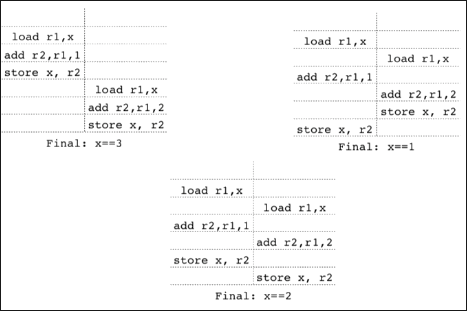 load r1,x
add r2,r1,1
store x, r2
load r1,x
add r2,r1,2
store x, r2
Final: x==3
load r1,x
load r1,x
add r2,r1,1
add r2,r1,2
store x, r2
store x, r2
Final: x==1
load r1,x
load r1,x
add r2,r1,1
add r2,r1,2
store x, r2
store x, r2
Final: x==2